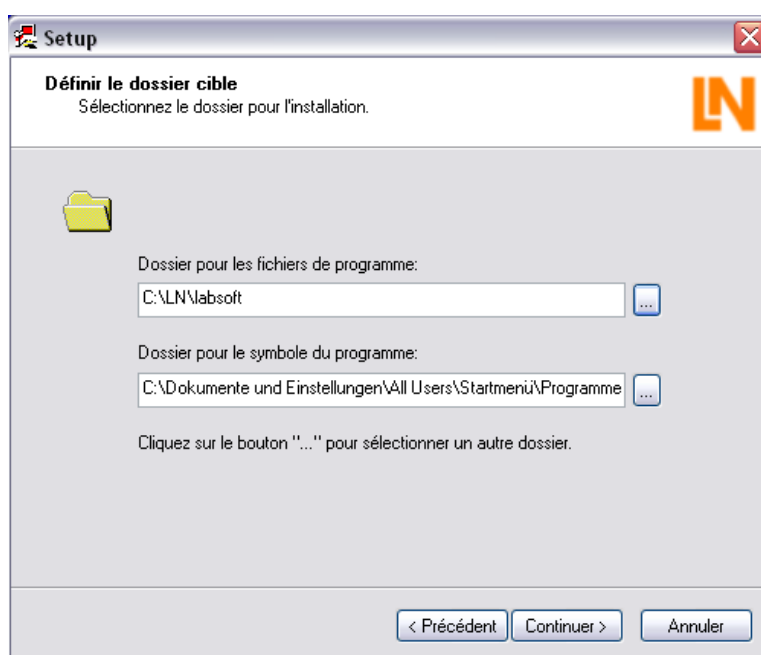 Setup
Définir le dossier cible
Sélectionnez le dossier pour l'installation.
LN
Dossier pour les fichiers de programme:
C:\LN\labsoft
...
Dossier pour le symbole du programme:
C:\Dokumente und Einstellungen\All Users\Startmenü\Programme
...
Cliquez sur le bouton "..." pour sélectionner un autre dossier.
< Précédent Continuer > Annuler